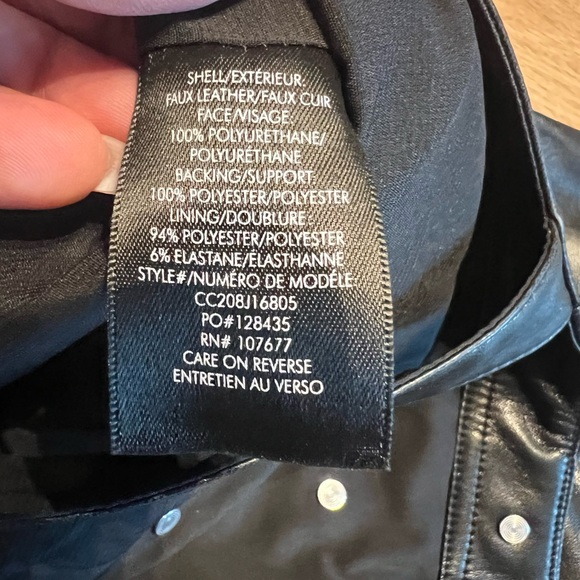 SHELL/EXTÉRIEUR
FAUX LEATHER/FAUX CUIR
FACE/VISAGE
100% POLYURETHANE/
POLYURÉTHANE
BACKING/SUPPORT
100% POLYESTER/POLYESTER
LINING/DOUBLURE
94% POLYESTER/POLYESTER
6% ELASTANE/ÉLASTHANNE
STYLE#/NUMÉRO DE MODÈLE
CC208J16805
PO#128435
RN# 107677
CARE ON REVERSE
ENTRETIEN AU VERSO